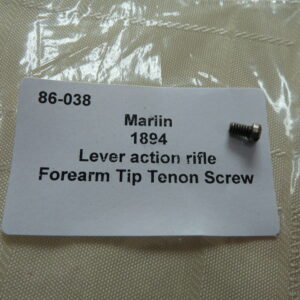 86-038
Marlin
1894
Lever action rifle
Forearm Tip Tenon Screw